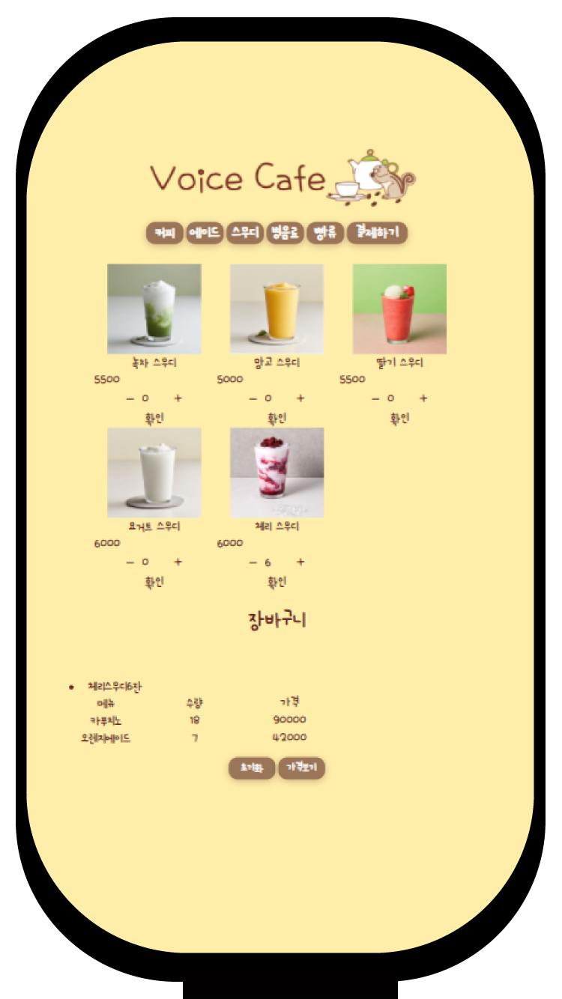 Voice Cafe
커피 에이드 스무디 병음료 빵류 결제하기
녹차 스무디 망고 스무디 딸기 스무디
5500 5000 5500
- 0 + - 0 + - 0 +
확인 확인 확인
요거트 스무디 체리 스무디
6000 6000
- 0 + - 6 +
확인 확인
장바구니
• 체리스무디6잔
메뉴 수량 가격
카푸치노 18 90000
오렌지에이드 7 42000
초기화 가격보기